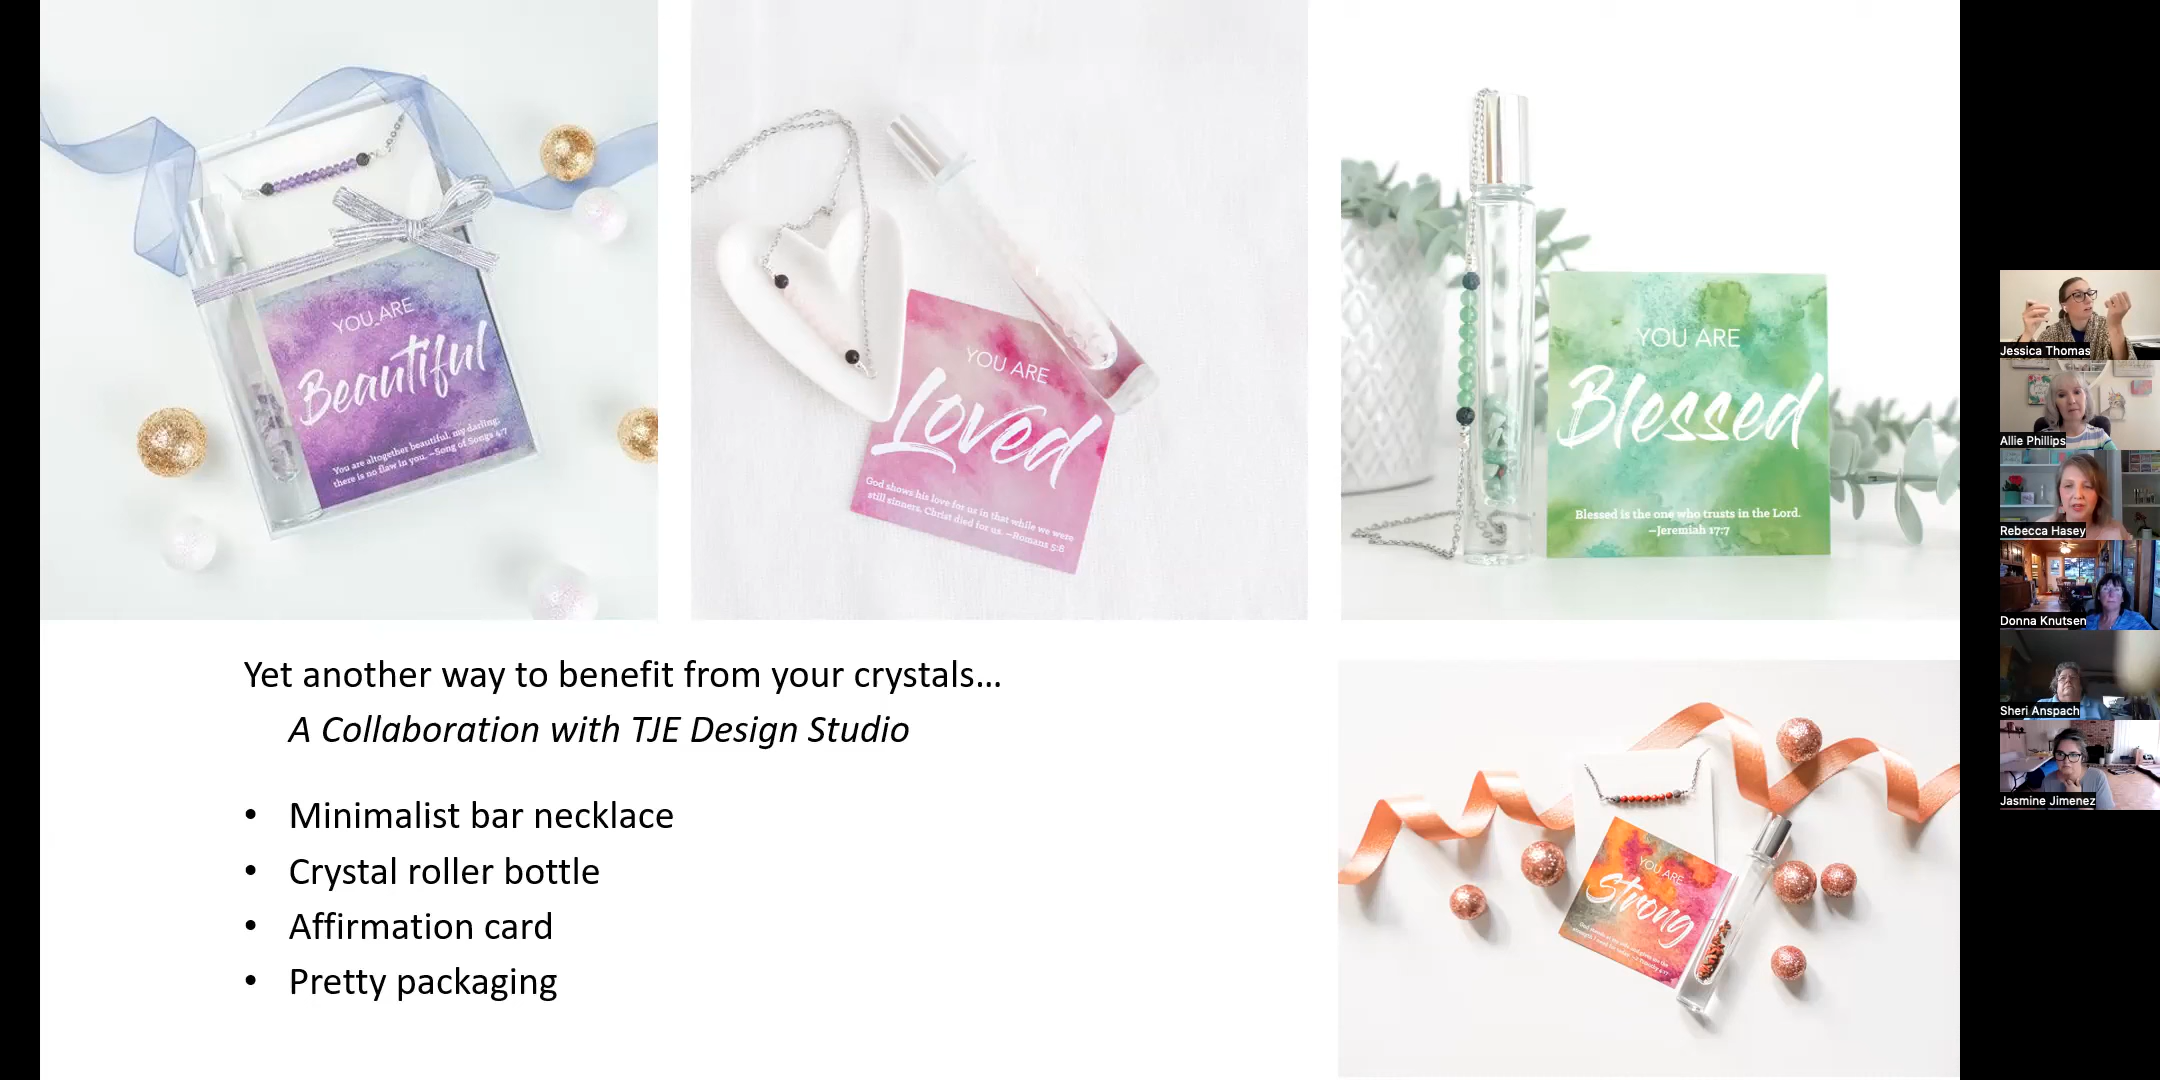 YOU ARE
Beautiful
You are altogether beautiful, my darling,
there is no flaw in you. —Song of Songs 4:7
YOU ARE
Loved
God shows his love for us in that while we were
still sinners, Christ died for us. —Romans 5:8
YOU ARE
Blessed
Blessed is the one who trusts in the Lord.
—Jeremiah 17:7
Yet another way to benefit from your crystals...
A Collaboration with TJE Design Studio
• Minimalist bar necklace
• Crystal roller bottle
• Affirmation card
• Pretty packaging
YOU ARE
Strong
Jessica Thomas
Allie Phillips
Rebecca Hasey
Donna Knutsen
Sheri Anspach
Jasmine Jimenez